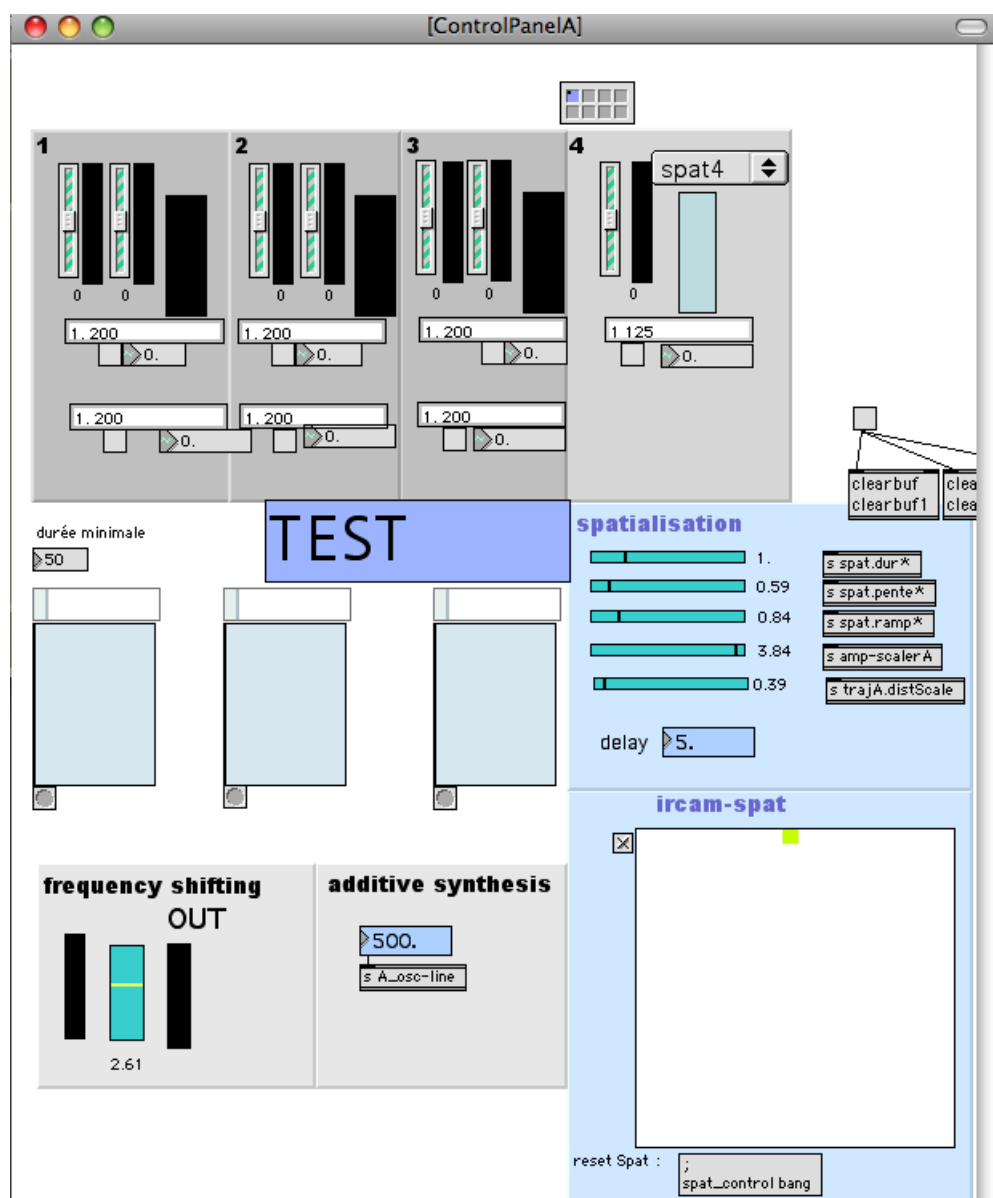 [ControlPanelA]
1
2
3
4
spat4
0
0
0
0
0
0
0
1. 200
1. 200
1. 200
1 125
0.
0.
0.
0.
1. 200
1. 200
1. 200
0.
0.
0.
clearbuf
clearbuf1
clea
clea
durée minimale
50
TEST
spatialisation
1.
s spat.dur*
0.59
s spat.pente*
0.84
s spat.ramp*
3.84
s amp-scalerA
0.39
s trajA.distScale
delay
5.
ircam-spat
frequency shifting
OUT
2.61
additive synthesis
500.
s A_osc-line
reset Spat :
;
spat_control bang